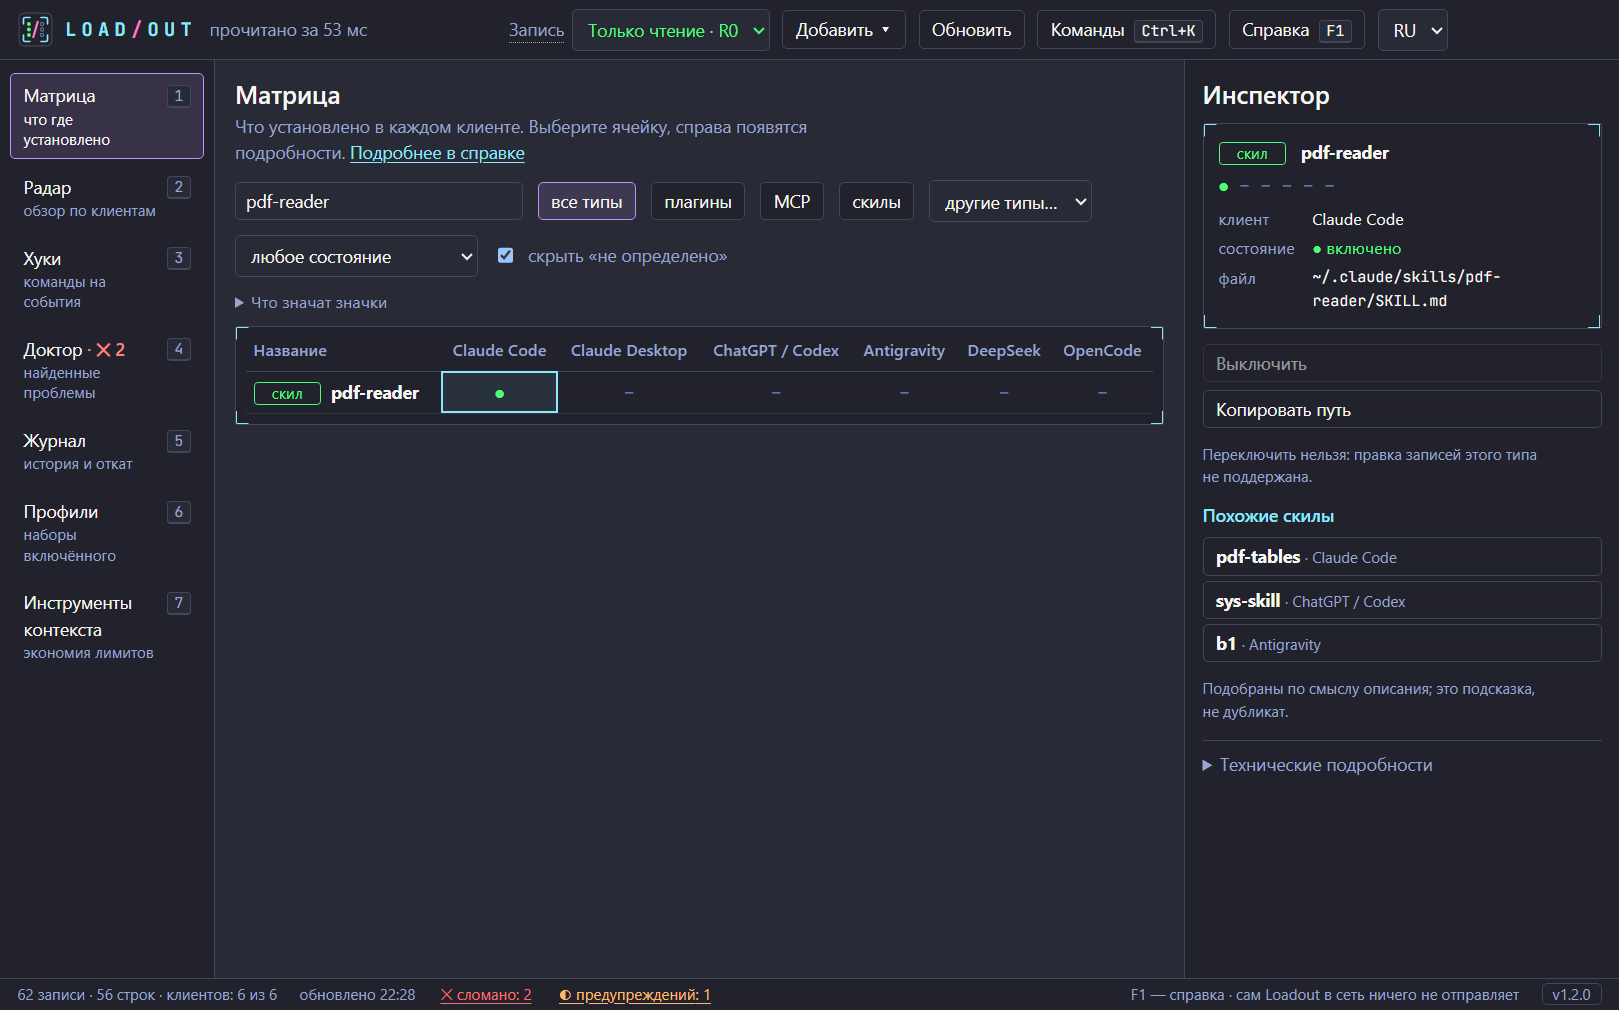 LOAD/OUT прочитано за 53 мс Запись Только чтение · R0 Добавить ▼ Обновить Команды Ctrl+K Справка F1 RU
Матрица 1
что где
установлено
Радар 2
обзор по клиентам
Хуки 3
команды на
события
Доктор · ✕ 2 4
найденные
проблемы
Журнал 5
история и откат
Профили 6
наборы
включённого
Инструменты 7
контекста
экономия лимитов
Матрица
Что установлено в каждом клиенте. Выберите ячейку, справа появятся
подробности. Подробнее в справке
pdf-reader все типы плагины MCP скилы другие типы...
любое состояние скрыть «не определено»
▶ Что значат значки
Название Claude Code Claude Desktop ChatGPT / Codex Antigravity DeepSeek OpenCode
скил pdf-reader ● – – – – –
Инспектор
скил pdf-reader
● – – – – –
клиент Claude Code
состояние ● включено
файл ~/.claude/skills/pdf-
reader/SKILL.md
Выключить
Копировать путь
Переключить нельзя: правка записей этого типа
не поддержана.
Похожие скилы
pdf-tables · Claude Code
sys-skill · ChatGPT / Codex
b1 · Antigravity
Подобраны по смыслу описания; это подсказка,
не дубликат.
▶ Технические подробности
62 записи · 56 строк · клиентов: 6 из 6 обновлено 22:28 ✕ сломано: 2 ◐ предупреждений: 1 F1 — справка · сам Loadout в сеть ничего не отправляет v1.2.0